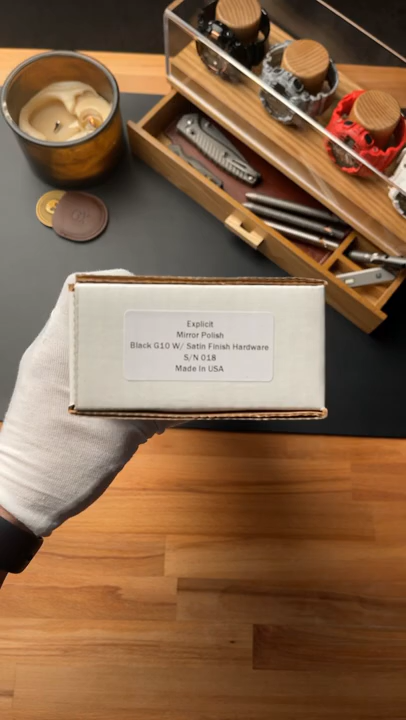 Explicit
Mirror Polish
Black G10 W/ Satin Finish Hardware
S/N 018
Made In USA